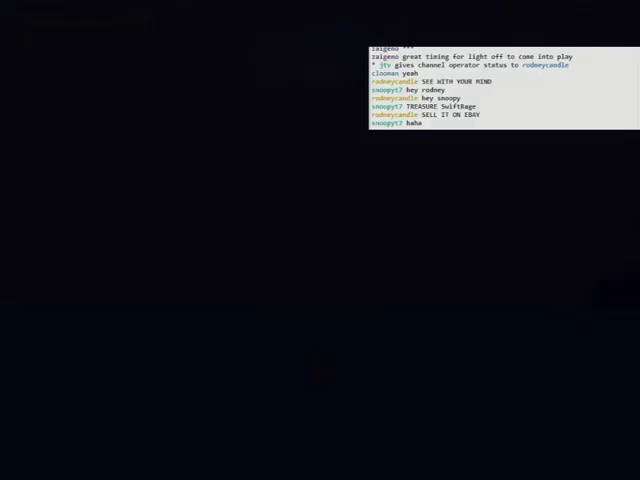 zaigemo ***
zaigemo great timing for light off to come into play
* jtv gives channel operator status to rodneycandle
clooman yeah
rodneycandle SEE WITH YOUR MIND
snoopyt7 hey rodney
rodneycandle hey snoopy
snoopyt7 TREASURE SwiftRage
rodneycandle SELL IT ON EBAY
snoopyt7 haha